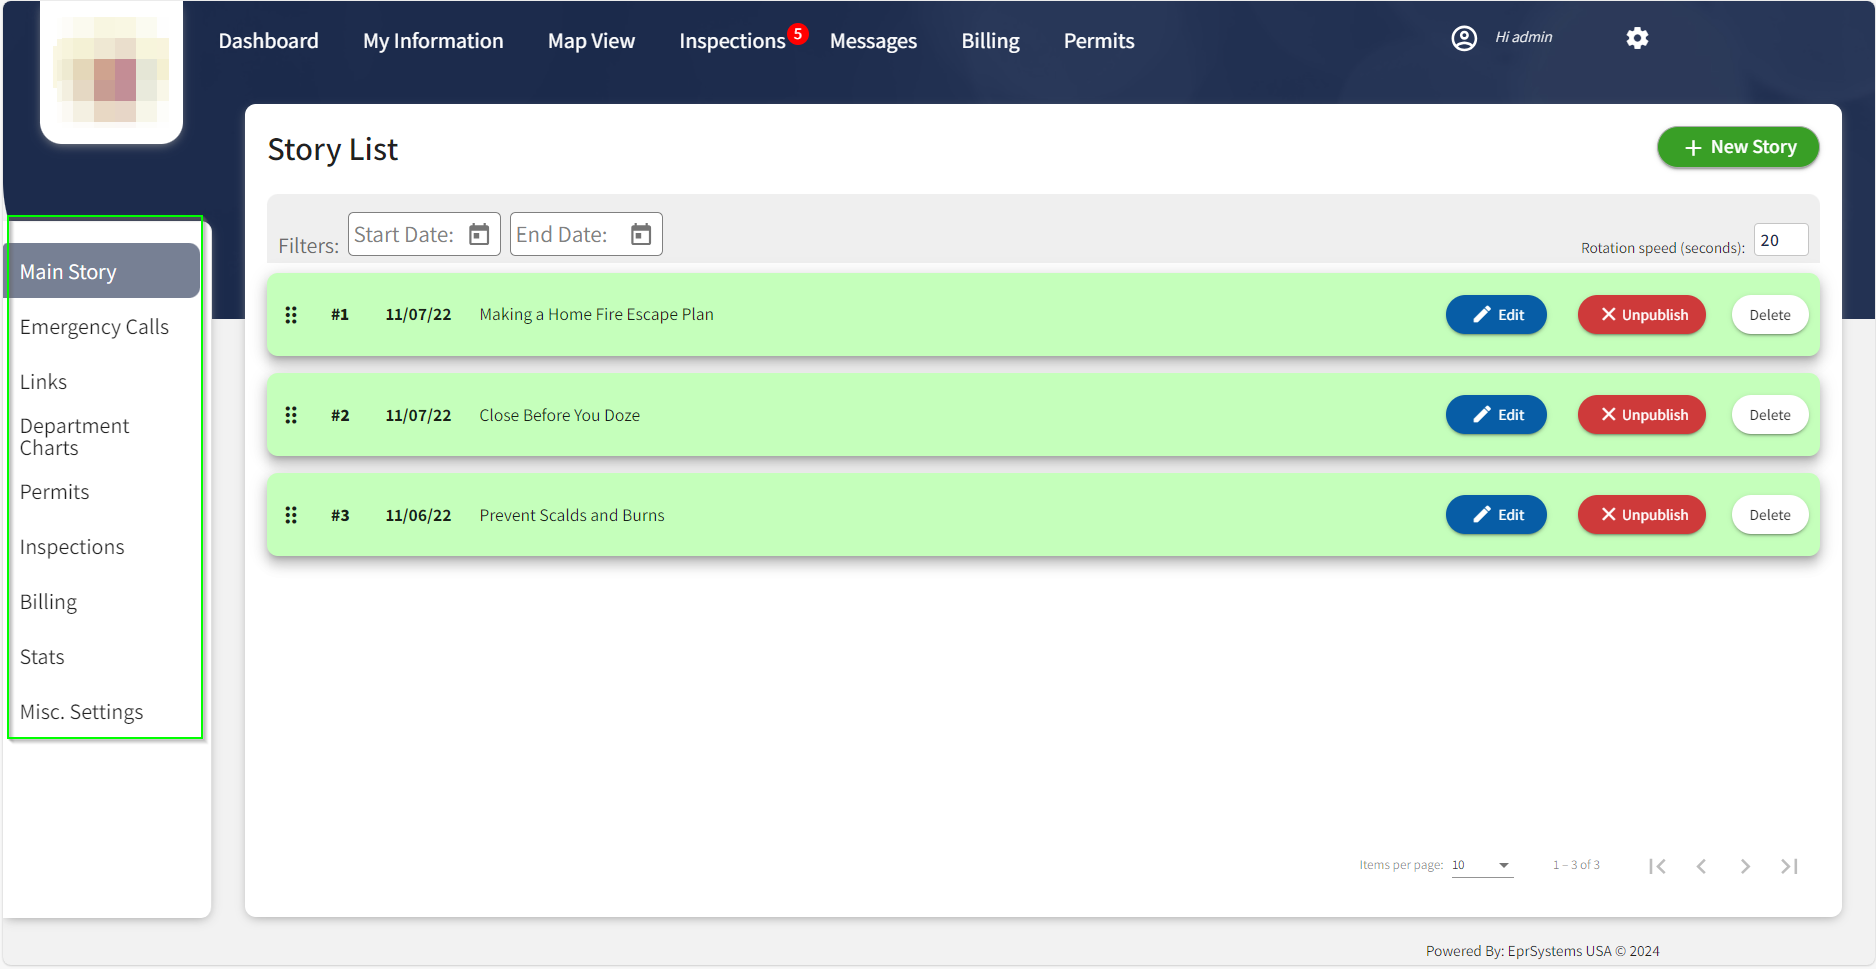 Dashboard My Information Map View Inspections 5 Messages Billing Permits Hi admin
Story List
New Story
Filters: Start Date: End Date:
Rotation speed (seconds): 20
Main Story
Emergency Calls
Links
Department
Charts
Permits
Inspections
Billing
Stats
Misc. Settings
#1 11/07/22 Making a Home Fire Escape Plan Edit Unpublish Delete
#2 11/07/22 Close Before You Doze Edit Unpublish Delete
#3 11/06/22 Prevent Scalds and Burns Edit Unpublish Delete
Items per page: 10 1 – 3 of 3
Powered By: EprSystems USA © 2024